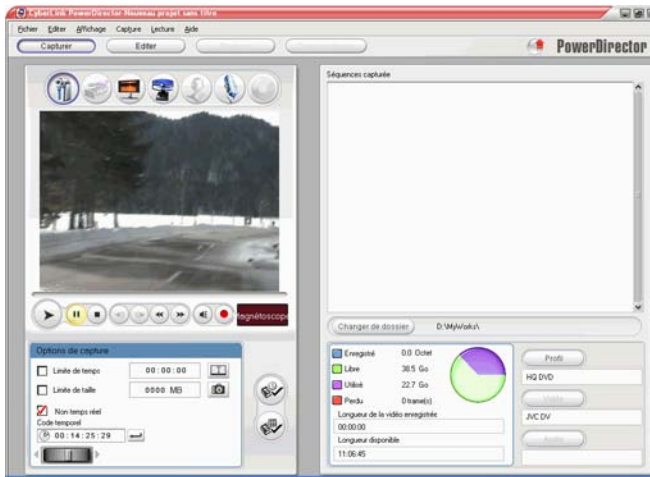 CyberLink PowerDirector-Nouveau projet sans titre
Fichier Editer Affichage Capture Lecture Aide
Capturer Editer
PowerDirector
Séquences capturée
Magnétoscope
Changer de dossier D:\MyWorks\
Options de capture
Limite de temps 00:00:00
Limite de taille 0000 MB
Non temps réel
Code temporel
00:14:25:29
Enregistré 0.0 Octet
Libre 38.5 Go
Utilisé 22.7 Go
Perdu 0 trame(s)
Longueur de la vidéo enregistrée
00:00:00
Longueur disponible
11:06:45
Profil
HQ DVD
Vidéo
JVC DV
Audio